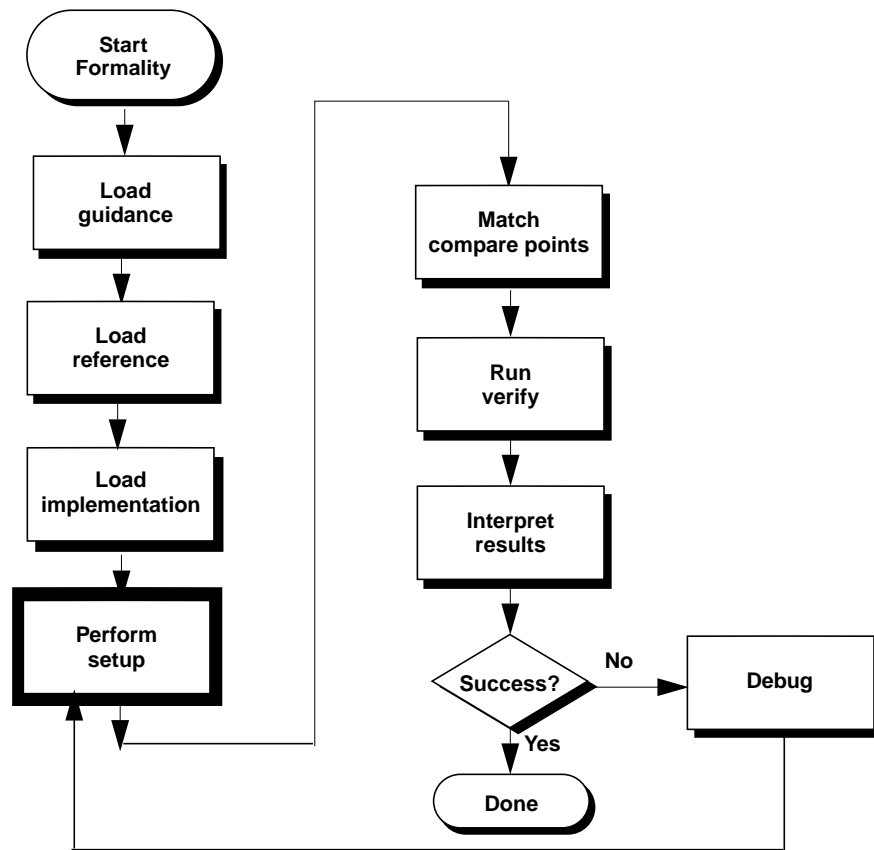 Start
Formality
Load
guidance
Load
reference
Load
implementation
Perform
setup
Match
compare points
Run
verify
Interpret
results
Success?
No
Debug
Yes
Done